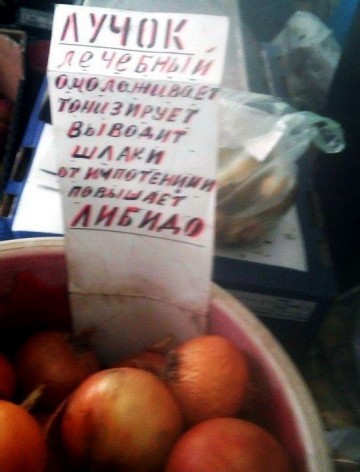 ЛУЧОК
лечебный
омолаживает
тонизирует
выводит
шлаки
от импотенции
повышает
ЛИБИДО